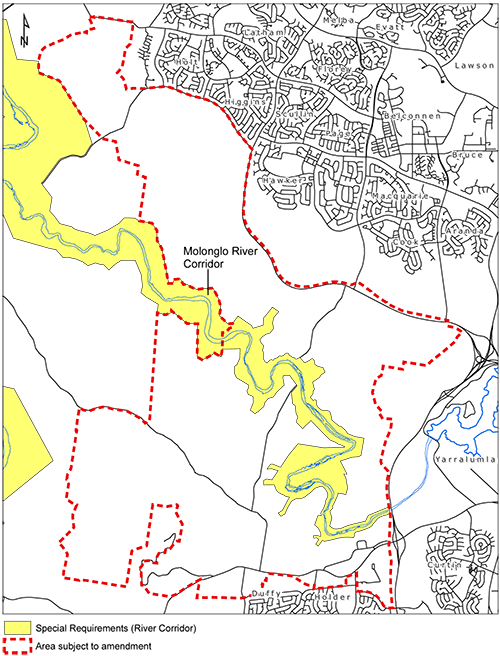 N
Melba
Evatt
Latham
Lawson
Holt
Florey
Higgins
Scullin
Belconnen
Page
Bruce
Hawker
Macquarie
Aranda
Cook
Molonglo River
Corridor
Yarralumla
Curtin
Duffy
Holder
Special Requirements (River Corridor)
Area subject to amendment